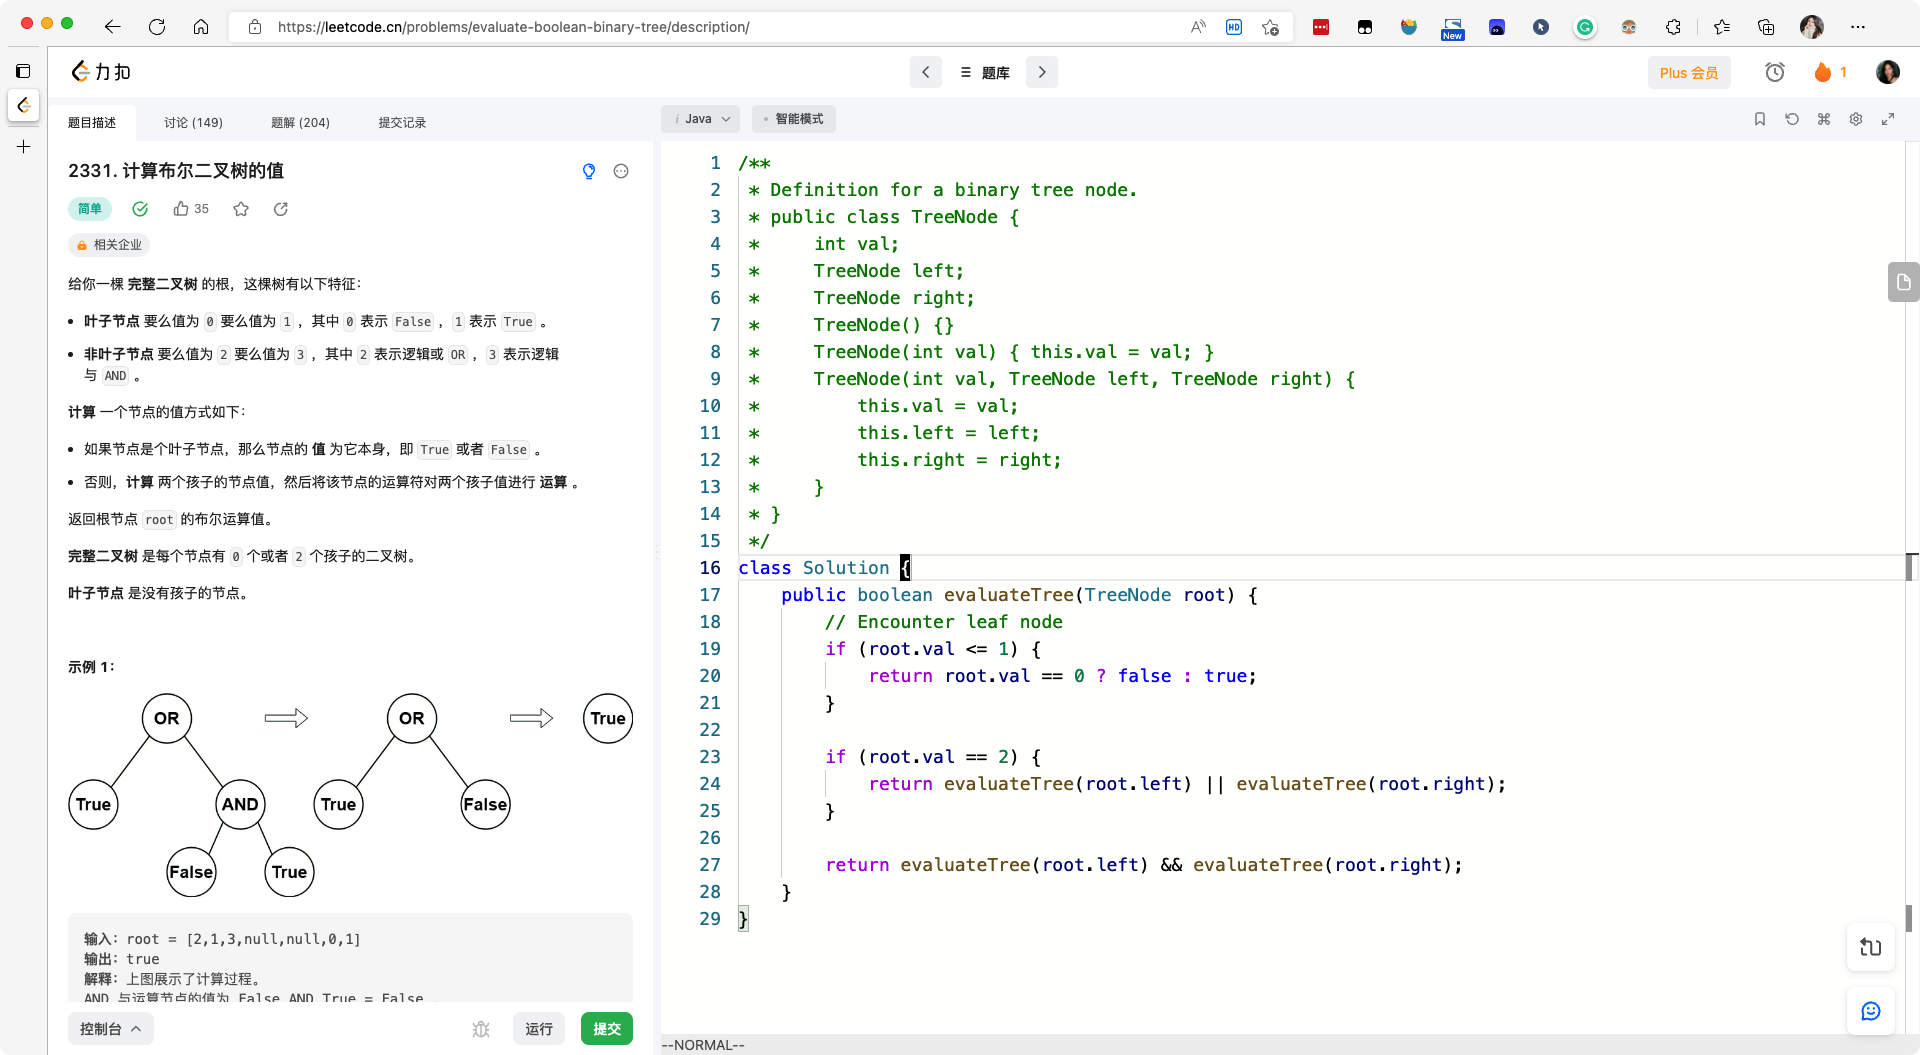 https://leetcode.cn/problems/evaluate-boolean-binary-tree/description/
HD
New
力扣
题库
Plus 会员
1
题目描述
讨论 (149)
题解 (204)
提交记录
2331. 计算布尔二叉树的值
简单
35
相关企业
给你一棵 完整二叉树 的根，这棵树有以下特征：
叶子节点 要么值为 0 要么值为 1 ，其中 0 表示 False ，1 表示 True 。
非叶子节点 要么值为 2 要么值为 3 ，其中 2 表示逻辑或 OR ，3 表示逻辑
与 AND 。
计算 一个节点的值方式如下：
如果节点是个叶子节点，那么节点的 值 为它本身，即 True 或者 False 。
否则，计算 两个孩子的节点值，然后将该节点的运算符对两个孩子值进行 运算 。
返回根节点 root 的布尔运算值。
完整二叉树 是每个节点有 0 个或者 2 个孩子的二叉树。
叶子节点 是没有孩子的节点。
示例 1：
OR
OR
True
True
AND
True
False
False
True
输入：root = [2,1,3,null,null,0,1]
输出：true
解释：上图展示了计算过程。
AND 与运算节点的值为 False AND True = False
控制台
运行
提交
i Java
智能模式
1 /**
2 * Definition for a binary tree node.
3 * public class TreeNode {
4 *     int val;
5 *     TreeNode left;
6 *     TreeNode right;
7 *     TreeNode() {}
8 *     TreeNode(int val) { this.val = val; }
9 *     TreeNode(int val, TreeNode left, TreeNode right) {
10 *         this.val = val;
11 *         this.left = left;
12 *         this.right = right;
13 *     }
14 * }
15 */
16 class Solution {
17     public boolean evaluateTree(TreeNode root) {
18         // Encounter leaf node
19         if (root.val <= 1) {
20             return root.val == 0 ? false : true;
21         }
22
23         if (root.val == 2) {
24             return evaluateTree(root.left) || evaluateTree(root.right);
25         }
26
27         return evaluateTree(root.left) && evaluateTree(root.right);
28     }
29 }
--NORMAL--